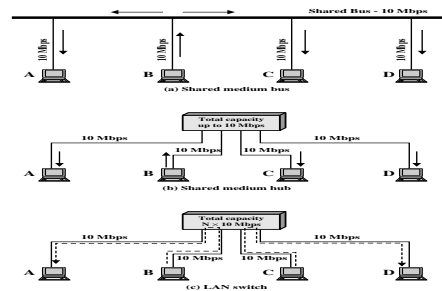 Shared Bus - 10 Mbps
10 Mbps 10 Mbps 10 Mbps 10 Mbps
A B C D
(a) Shared medium bus
Total capacity
up to 10 Mbps
10 Mbps 10 Mbps
10 Mbps 10 Mbps
A B C D
(b) Shared medium hub
Total capacity
N × 10 Mbps
10 Mbps 10 Mbps
10 Mbps 10 Mbps
A B C D
(c) LAN switch